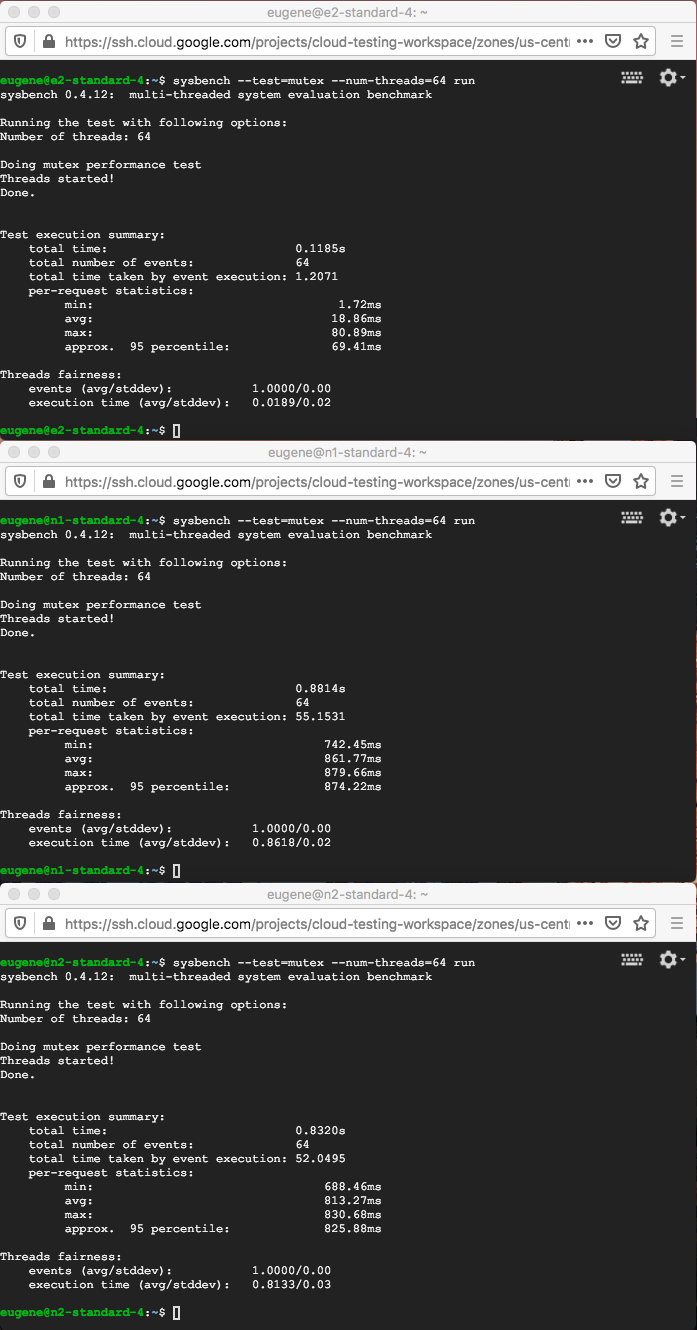 eugene@e2-standard-4: ~
https://ssh.cloud.google.com/projects/cloud-testing-workspace/zones/us-centr
eugene@e2-standard-4:~$ sysbench --test=mutex --num-threads=64 run
sysbench 0.4.12:  multi-threaded system evaluation benchmark
Running the test with following options:
Number of threads: 64
Doing mutex performance test
Threads started!
Done.
Test execution summary:
total time: 0.1185s
total number of events: 64
total time taken by event execution: 1.2071
per-request statistics:
min: 1.72ms
avg: 18.86ms
max: 80.89ms
approx.  95 percentile: 69.41ms
Threads fairness:
events (avg/stddev): 1.0000/0.00
execution time (avg/stddev): 0.0189/0.02
eugene@e2-standard-4:~$
eugene@n1-standard-4: ~
https://ssh.cloud.google.com/projects/cloud-testing-workspace/zones/us-centr
eugene@n1-standard-4:~$ sysbench --test=mutex --num-threads=64 run
sysbench 0.4.12:  multi-threaded system evaluation benchmark
Running the test with following options:
Number of threads: 64
Doing mutex performance test
Threads started!
Done.
Test execution summary:
total time: 0.8814s
total number of events: 64
total time taken by event execution: 55.1531
per-request statistics:
min: 742.45ms
avg: 861.77ms
max: 879.66ms
approx.  95 percentile: 874.22ms
Threads fairness:
events (avg/stddev): 1.0000/0.00
execution time (avg/stddev): 0.8618/0.02
eugene@n1-standard-4:~$
eugene@n2-standard-4: ~
https://ssh.cloud.google.com/projects/cloud-testing-workspace/zones/us-centr
eugene@n2-standard-4:~$ sysbench --test=mutex --num-threads=64 run
sysbench 0.4.12:  multi-threaded system evaluation benchmark
Running the test with following options:
Number of threads: 64
Doing mutex performance test
Threads started!
Done.
Test execution summary:
total time: 0.8320s
total number of events: 64
total time taken by event execution: 52.0495
per-request statistics:
min: 688.46ms
avg: 813.27ms
max: 830.68ms
approx.  95 percentile: 825.88ms
Threads fairness:
events (avg/stddev): 1.0000/0.00
execution time (avg/stddev): 0.8133/0.03
eugene@n2-standard-4:~$